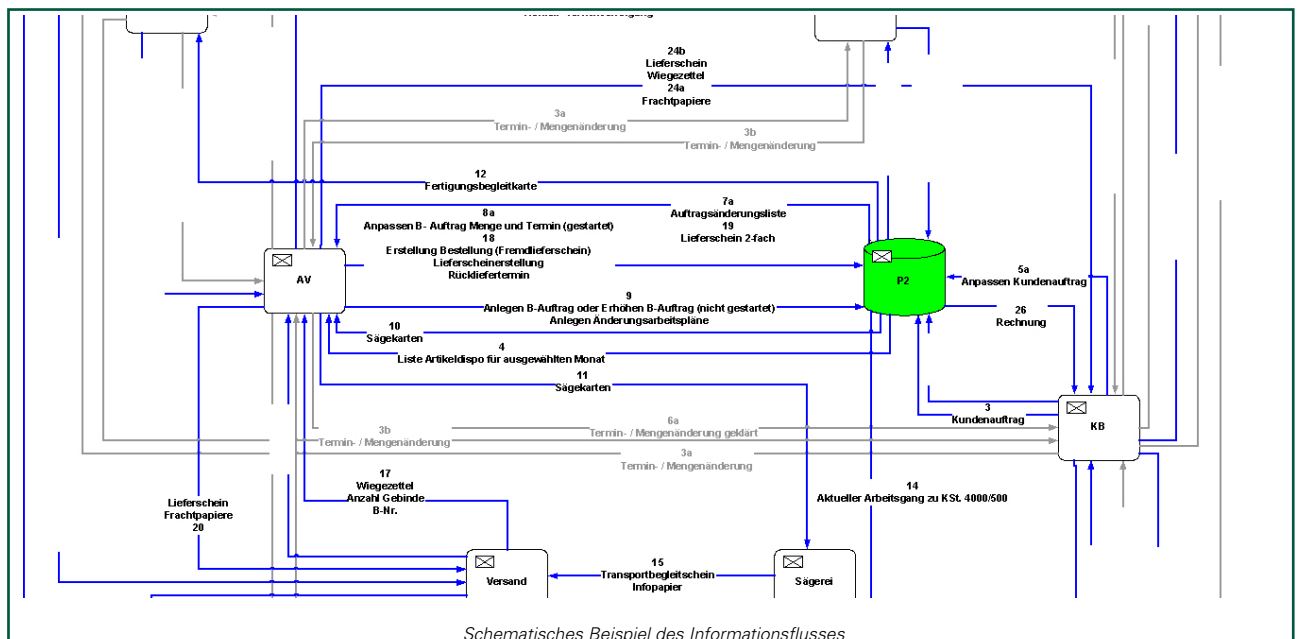 24b
Lieferschein
Wiegezettel
24a
Frachtpapiere
3a
Termin- / Mengenänderung
3b
Termin- / Mengenänderung
12
Fertigungsbegleitkarte
7a
Auftragsänderungsliste
19
Lieferschein 2-fach
8a
Anpassen B- Auftrag Menge und Termin (gestartet)
18
Erstellung Bestellung (Fremdlieferschein)
Lieferscheinerstellung
Rückliefertermin
AV
P2
5a
Anpassen Kundenauftrag
9
Anlegen B-Auftrag oder Erhöhen B-Auftrag (nicht gestartet)
Anlegen Änderungsarbeitspläne
26
Rechnung
10
Sägekarten
4
Liste Artikeldispo für ausgewählten Monat
11
Sägekarten
3
Kundenauftrag
KB
6a
Termin- / Mengenänderung geklärt
3b
Termin- / Mengenänderung
3a
Termin- / Mengenänderung
17
Wiegezettel
Anzahl Gebinde
B-Nr.
14
Aktueller Arbeitsgang zu KSt. 4000/500
Lieferschein
Frachtpapiere
20
Versand
15
Transportbegleitschein
Infopapier
Sägerei
Schematisches Beispiel des Informationsflusses